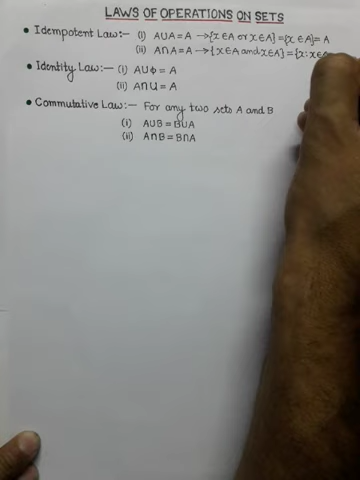 LAWS OF OPERATIONS ON SETS
• Idempotent Law:- (i) A∪A = A → {x∈A or x∈A} = {x∈A} = A
(ii) A∩A = A → {x∈A and x∈A} = {x: x∈A
• Identity Law:- (i) A∪Φ = A
(ii) A∩U = A
• Commutative Law:- For any two sets A and B
(i) A∪B = B∪A
(ii) A∩B = B∩A